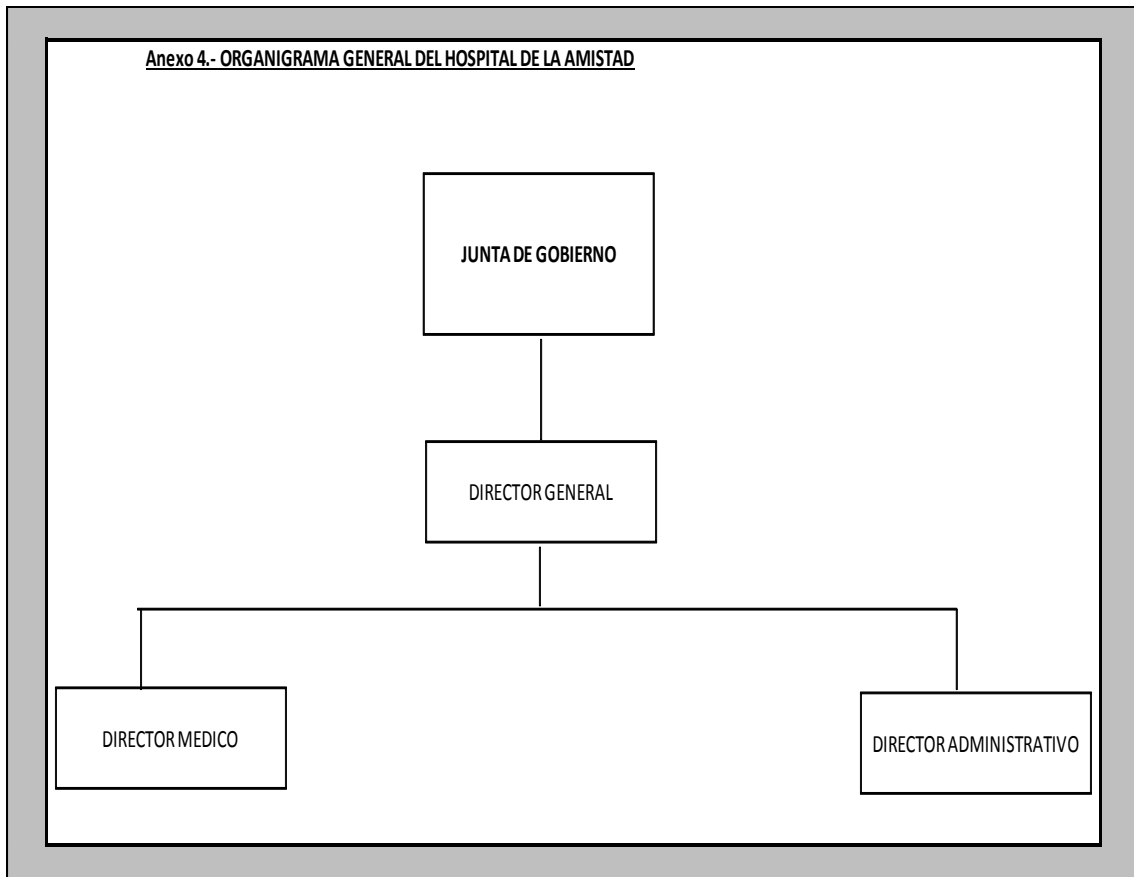 Anexo 4.- ORGANIGRAMA GENERAL DEL HOSPITAL DE LA AMISTAD
JUNTA DE GOBIERNO
DIRECTOR GENERAL
DIRECTOR MEDICO
DIRECTOR ADMINISTRATIVO